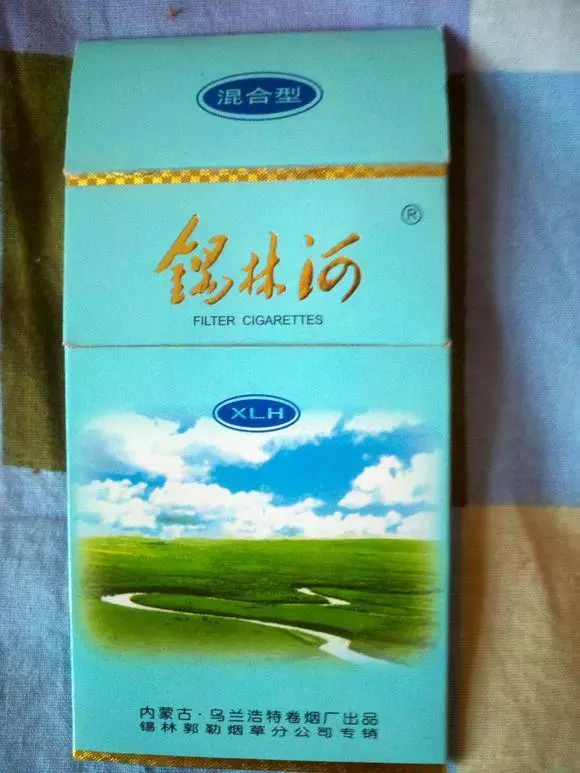 混合型
锡林河
®
FILTER CIGARETTES
XLH
内蒙古·乌兰浩特卷烟厂出品
锡林郭勒烟草分公司专销